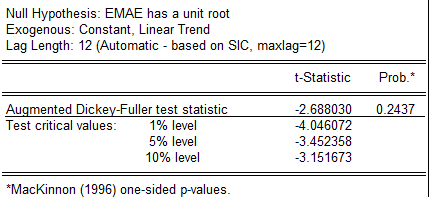 Null Hypothesis: EMAE has a unit root
Exogenous: Constant, Linear Trend
Lag Length: 12 (Automatic - based on SIC, maxlag=12)
t-Statistic Prob.*
Augmented Dickey-Fuller test statistic -2.688030 0.2437
Test critical values: 1% level -4.046072
5% level -3.452358
10% level -3.151673
*MacKinnon (1996) one-sided p-values.